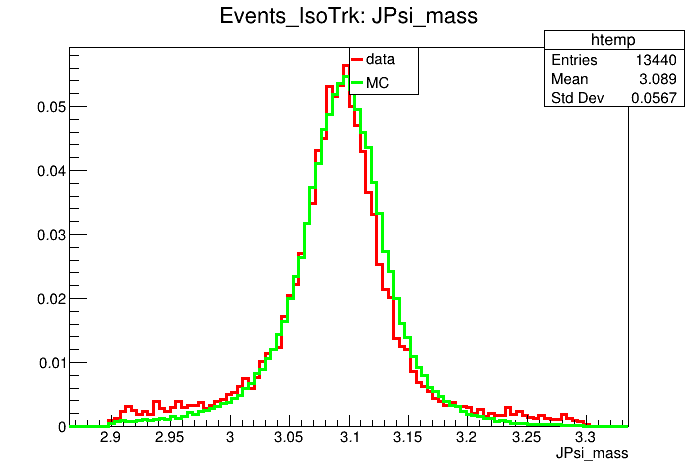 Events_IsoTrk: JPsi_mass
htemp
Entries 13440
Mean 3.089
Std Dev 0.0567
data
MC
0.05
0.04
0.03
0.02
0.01
0
2.9 2.95 3 3.05 3.1 3.15 3.2 3.25 3.3
JPsi_mass